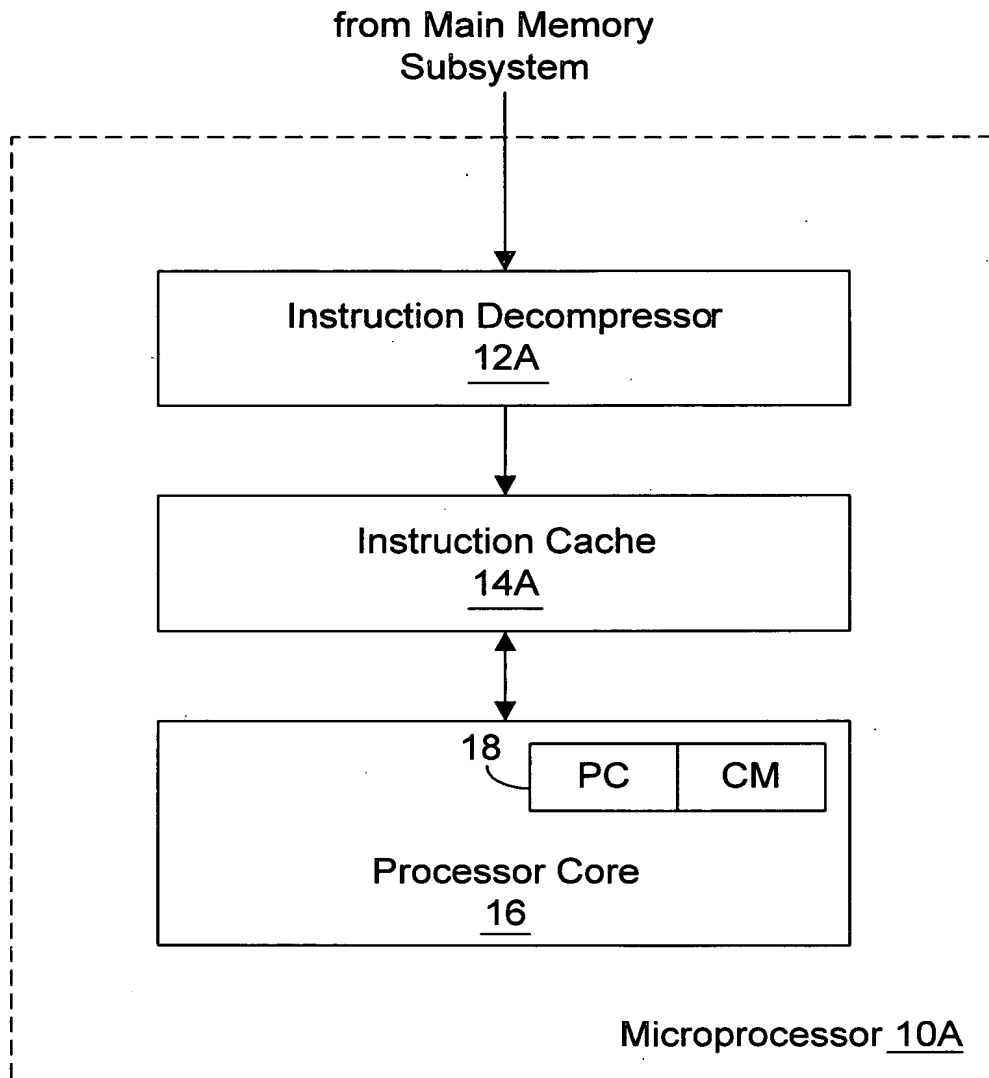 from Main Memory
Subsystem
Instruction Decompressor
12A
Instruction Cache
14A
18
PC CM
Processor Core
16
Microprocessor 10A